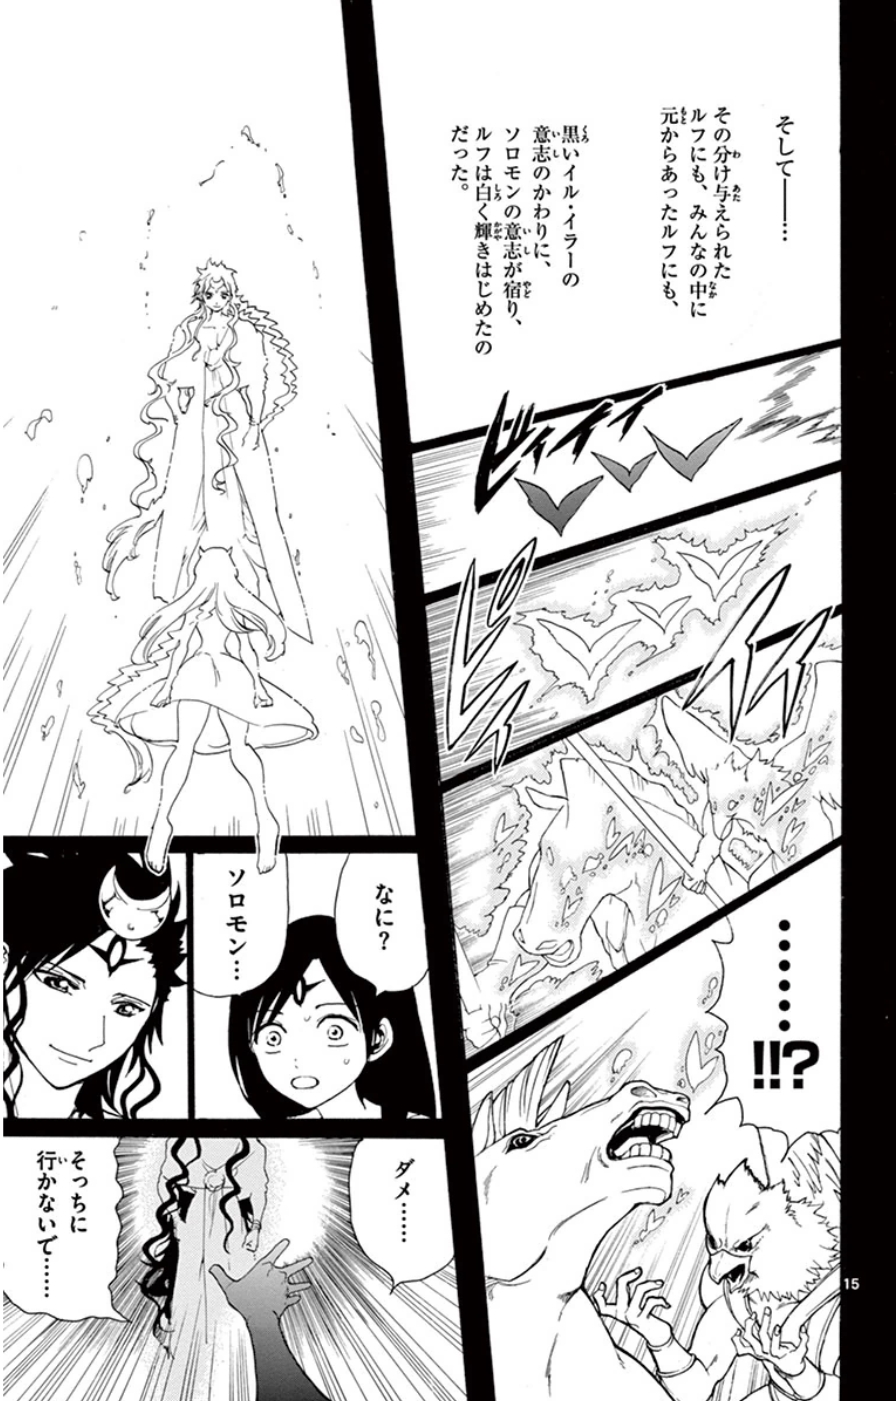 そして――…
その分け与えられた
ルフにも、みんなの中に
元からあったルフにも、
黒いイル・イラーの
意志のかわりに、
ソロモンの意志が宿り、
ルフは白く輝きはじめたの
だった。
ビィイイ
ピィイイ
……!!?
なに?
ソロモン…
ダメ……
そっちに
行かないで……
15